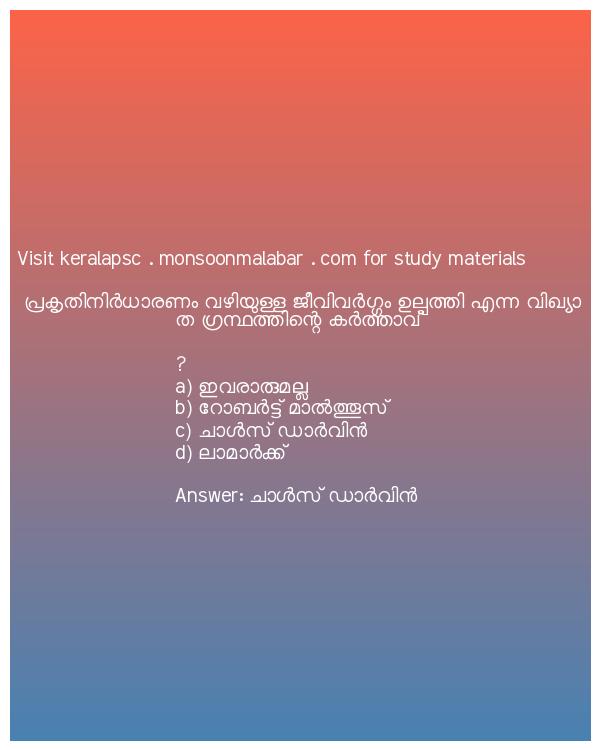 Visit keralapsc . monsoonmalabar . com for study materials
പ്രകൃതിനിർധാരണം വഴിയുള്ള ജീവിവർഗ്ഗം ഉല്പത്തി എന്ന വിഖ്യാ
ത ഗ്രന്ഥത്തിന്റെ കർത്താവ്
?
a) ഇവരാരുമല്ല
b) റോബർട്ട് മാൽത്തൂസ്
c) ചാൾസ് ഡാർവിൻ
d) ലാമാർക്ക്
Answer: ചാൾസ് ഡാർവിൻ